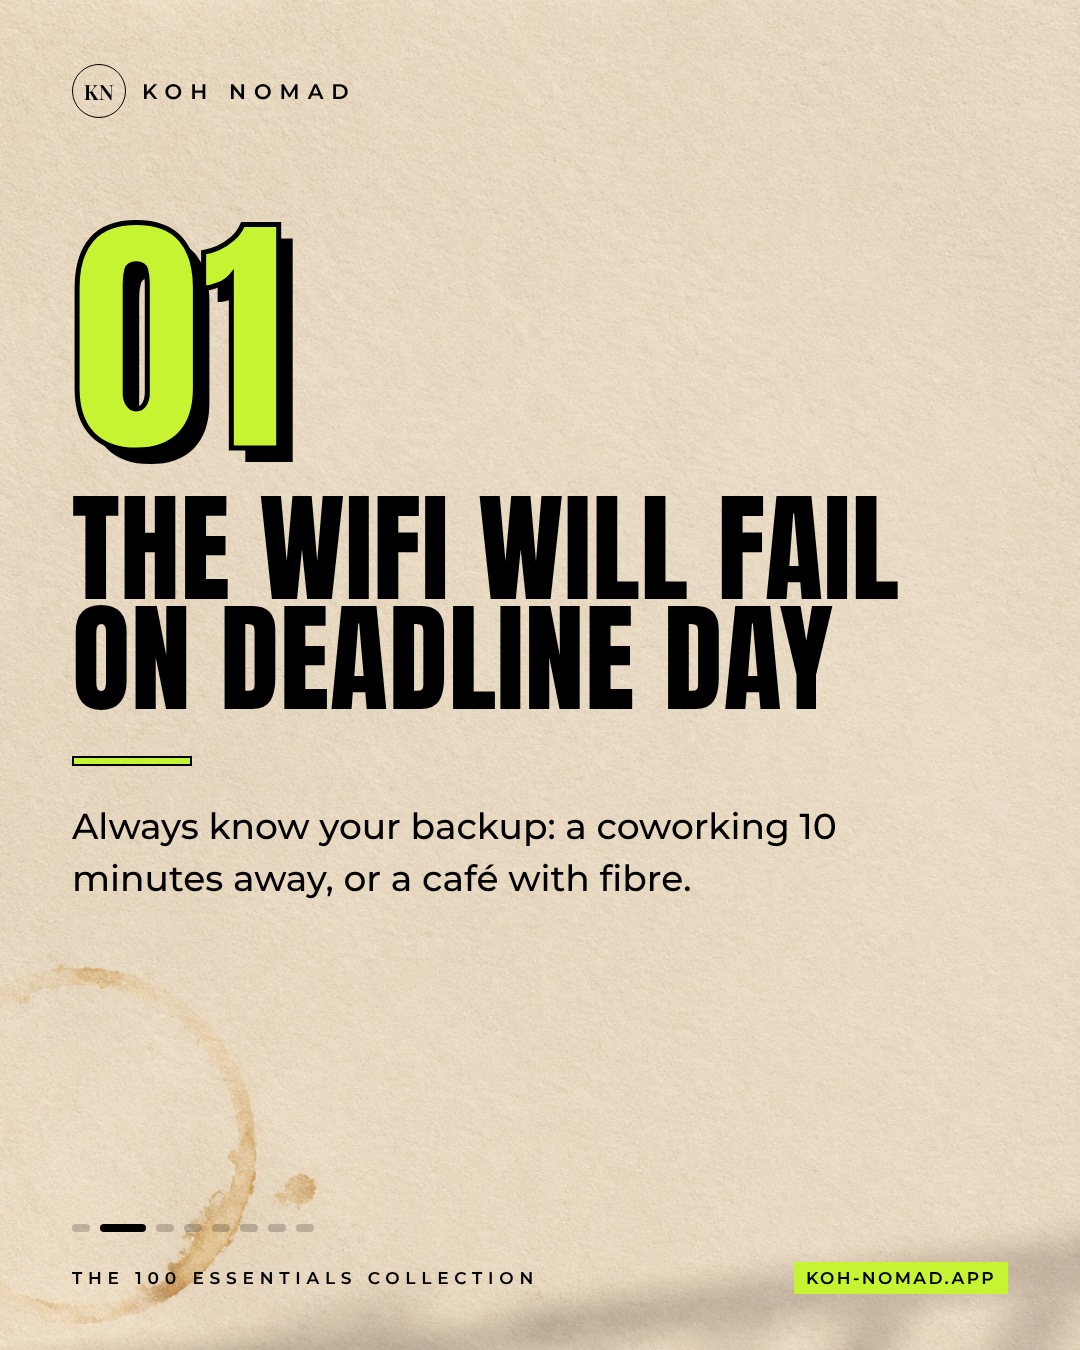 KN KOH NOMAD
01
THE WIFI WILL FAIL
ON DEADLINE DAY
Always know your backup: a coworking 10
minutes away, or a café with fibre.
THE 100 ESSENTIALS COLLECTION
KOH-NOMAD.APP